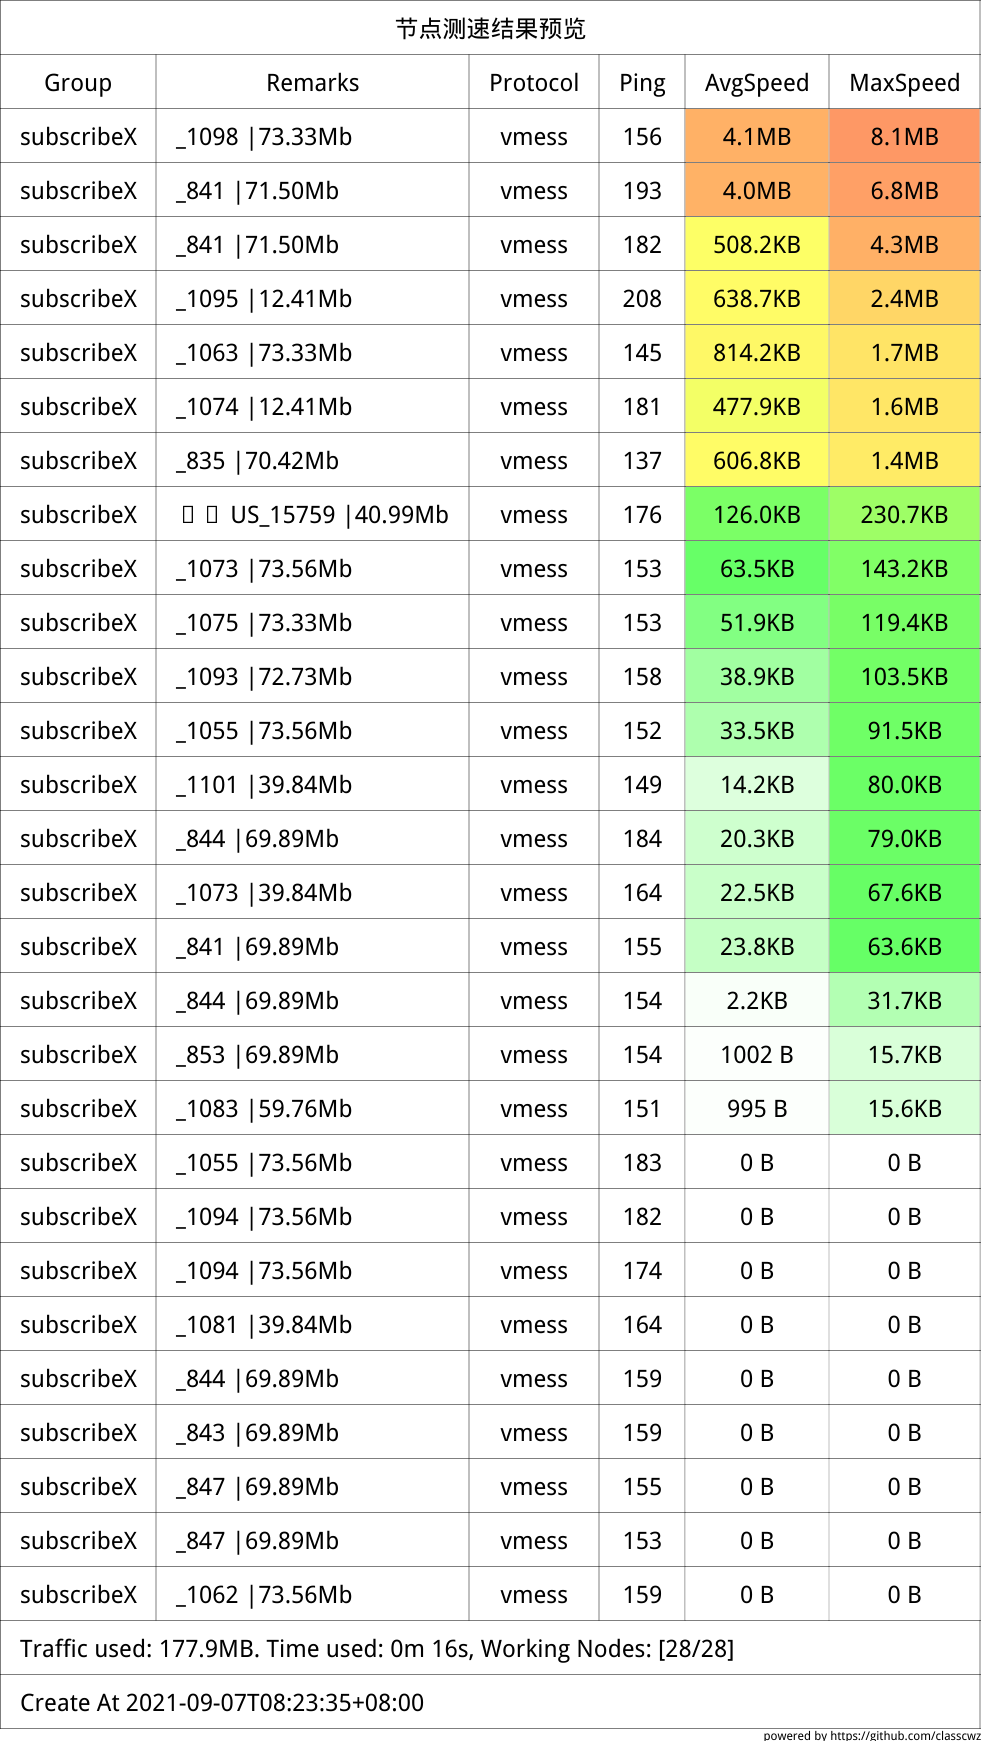 节点测速结果预览
Group Remarks Protocol Ping AvgSpeed MaxSpeed
subscribeX _1098 |73.33Mb vmess 156 4.1MB 8.1MB
subscribeX _841 |71.50Mb vmess 193 4.0MB 6.8MB
subscribeX _841 |71.50Mb vmess 182 508.2KB 4.3MB
subscribeX _1095 |12.41Mb vmess 208 638.7KB 2.4MB
subscribeX _1063 |73.33Mb vmess 145 814.2KB 1.7MB
subscribeX _1074 |12.41Mb vmess 181 477.9KB 1.6MB
subscribeX _835 |70.42Mb vmess 137 606.8KB 1.4MB
subscribeX US_15759 |40.99Mb vmess 176 126.0KB 230.7KB
subscribeX _1073 |73.56Mb vmess 153 63.5KB 143.2KB
subscribeX _1075 |73.33Mb vmess 153 51.9KB 119.4KB
subscribeX _1093 |72.73Mb vmess 158 38.9KB 103.5KB
subscribeX _1055 |73.56Mb vmess 152 33.5KB 91.5KB
subscribeX _1101 |39.84Mb vmess 149 14.2KB 80.0KB
subscribeX _844 |69.89Mb vmess 184 20.3KB 79.0KB
subscribeX _1073 |39.84Mb vmess 164 22.5KB 67.6KB
subscribeX _841 |69.89Mb vmess 155 23.8KB 63.6KB
subscribeX _844 |69.89Mb vmess 154 2.2KB 31.7KB
subscribeX _853 |69.89Mb vmess 154 1002 B 15.7KB
subscribeX _1083 |59.76Mb vmess 151 995 B 15.6KB
subscribeX _1055 |73.56Mb vmess 183 0 B 0 B
subscribeX _1094 |73.56Mb vmess 182 0 B 0 B
subscribeX _1094 |73.56Mb vmess 174 0 B 0 B
subscribeX _1081 |39.84Mb vmess 164 0 B 0 B
subscribeX _844 |69.89Mb vmess 159 0 B 0 B
subscribeX _843 |69.89Mb vmess 159 0 B 0 B
subscribeX _847 |69.89Mb vmess 155 0 B 0 B
subscribeX _847 |69.89Mb vmess 153 0 B 0 B
subscribeX _1062 |73.56Mb vmess 159 0 B 0 B
Traffic used: 177.9MB. Time used: 0m 16s, Working Nodes: [28/28]
Create At 2021-09-07T08:23:35+08:00
powered by https://github.com/classcwz